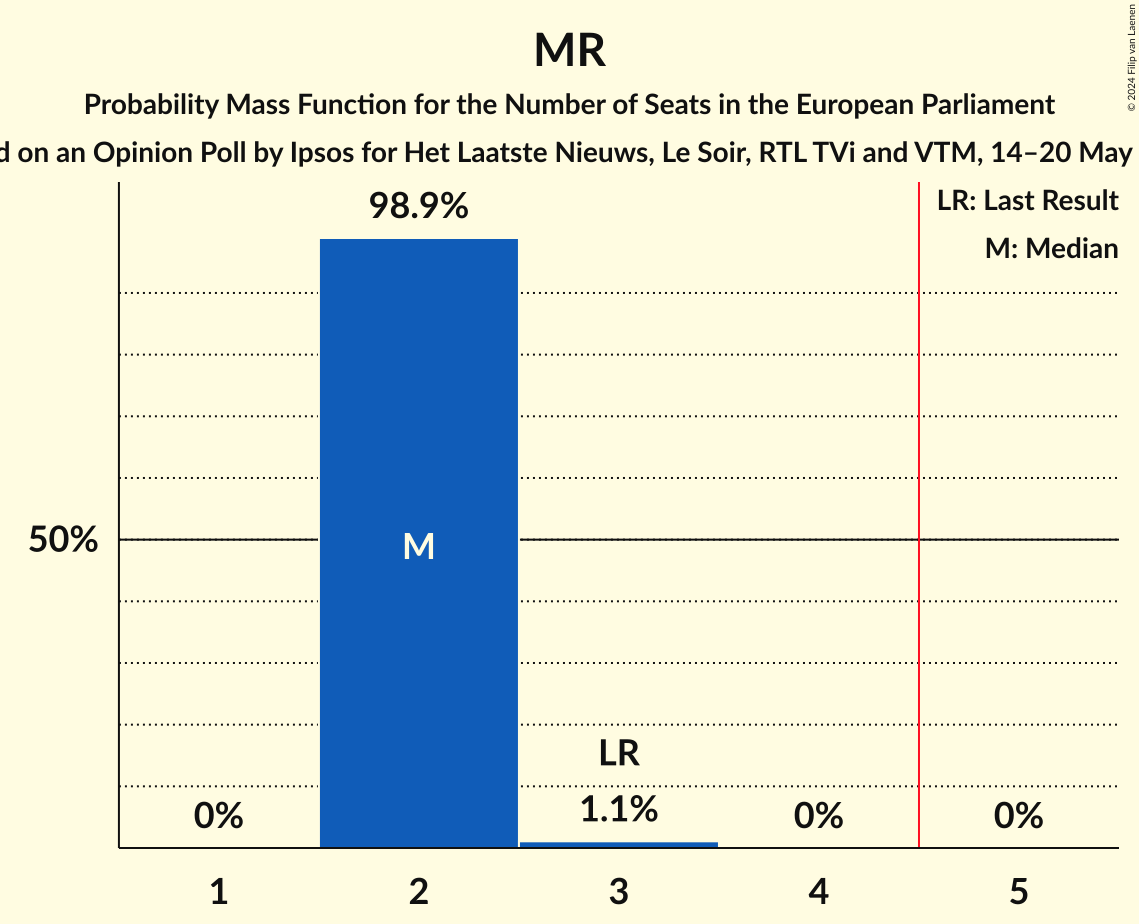 MR
Probability Mass Function for the Number of Seats in the European Parliament
on an Opinion Poll by Ipsos for Het Laatste Nieuws, Le Soir, RTL TVi and VTM, 14–20 May
© 2024 Filip van Laenen
LR: Last Result
M: Median
98.9%
50%
M
LR
0%
1.1%
0%
0%
1
2
3
4
5